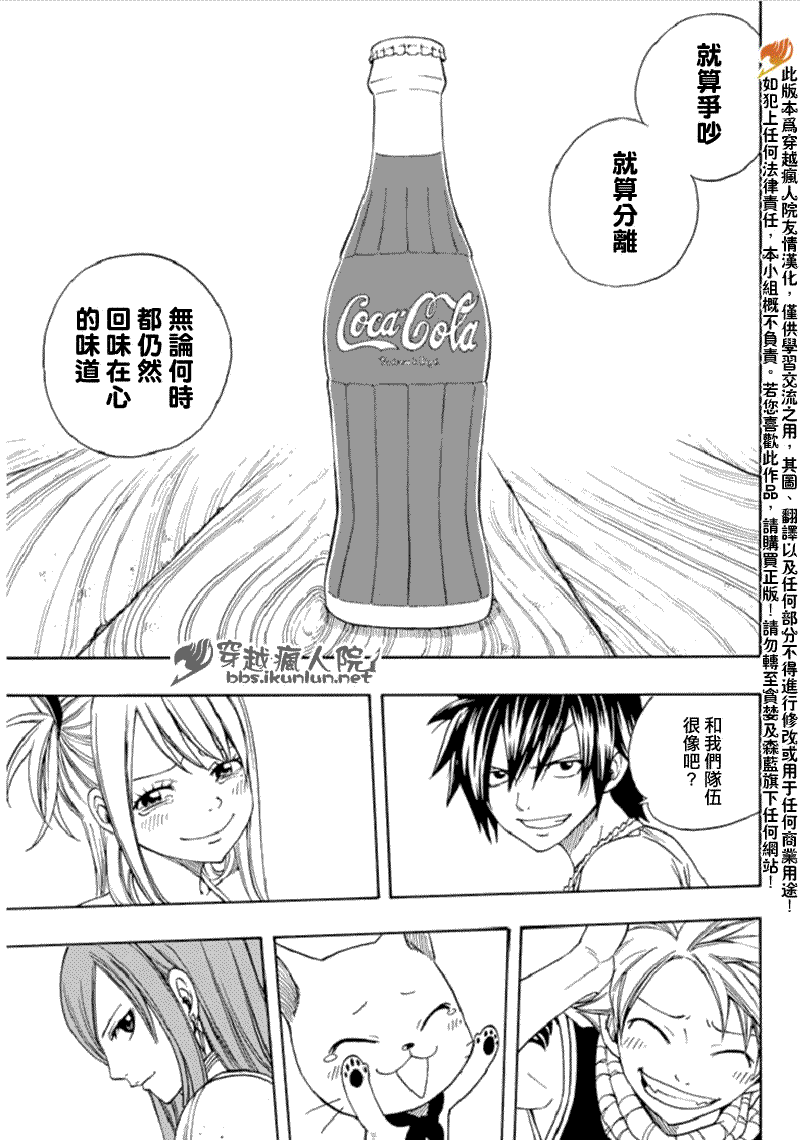 就算爭吵
就算分離
無論何時
都仍然
回味在心
的味道
Coca-Cola
穿越瘋人院
bbs.ikunlun.net
和我們隊伍
很像吧？
此版本爲穿越瘋人院友情漢化，僅供學習交流之用，其圖、翻譯以及任何部分不得進行修改或用于任何商業用途！
如犯上任何法律責任，本小組概不負責。若您喜歡此作品，請購買正版！請勿轉至貪婪及森藍旗下任何網站！